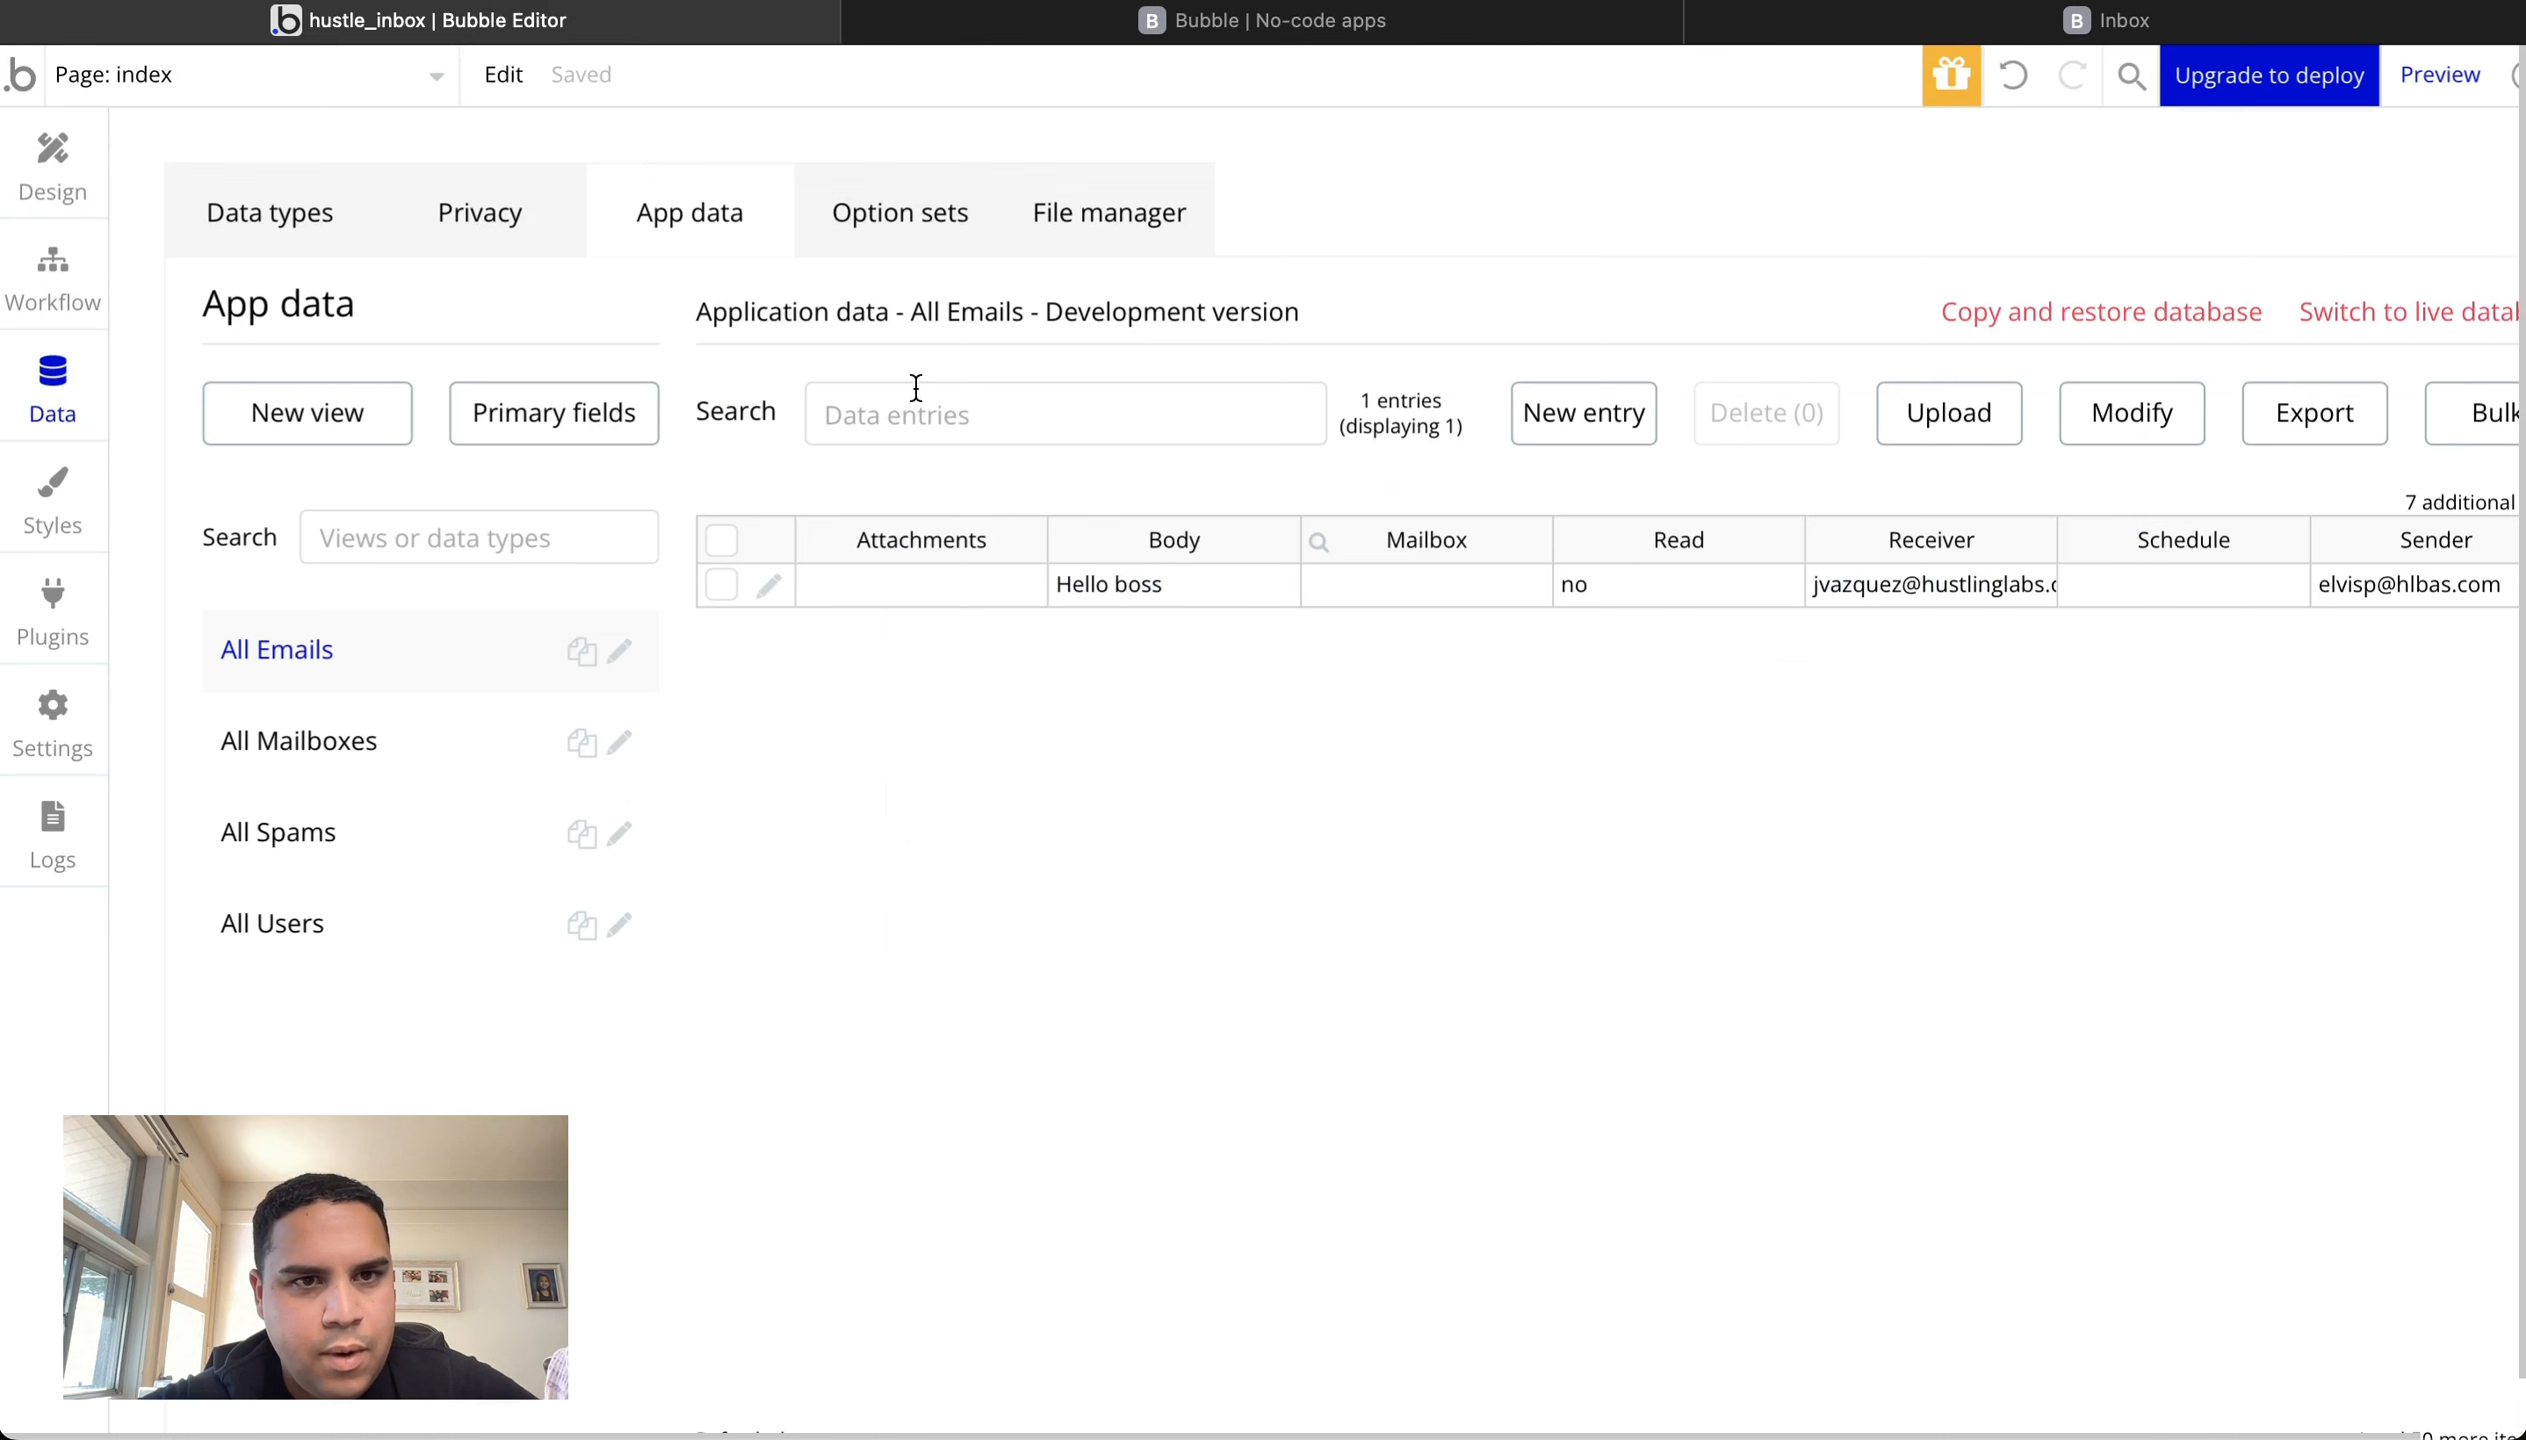 hustle_inbox | Bubble Editor
B Bubble | No-code apps
B Inbox
b Page: index
Edit
Saved
Upgrade to deploy
Preview
Design
Workflow
Data
Styles
Plugins
Settings
Logs
Data types
Privacy
App data
Option sets
File manager
App data
Application data - All Emails - Development version
Copy and restore database
Switch to live datab
New view
Primary fields
Search
Data entries
1 entries
(displaying 1)
New entry
Delete (0)
Upload
Modify
Export
Bulk
Search
Views or data types
7 additional
Attachments
Body
Mailbox
Read
Receiver
Schedule
Sender
Hello boss
no
jvazquez@hustlinglabs.c
elvisp@hlbas.com
All Emails
All Mailboxes
All Spams
All Users